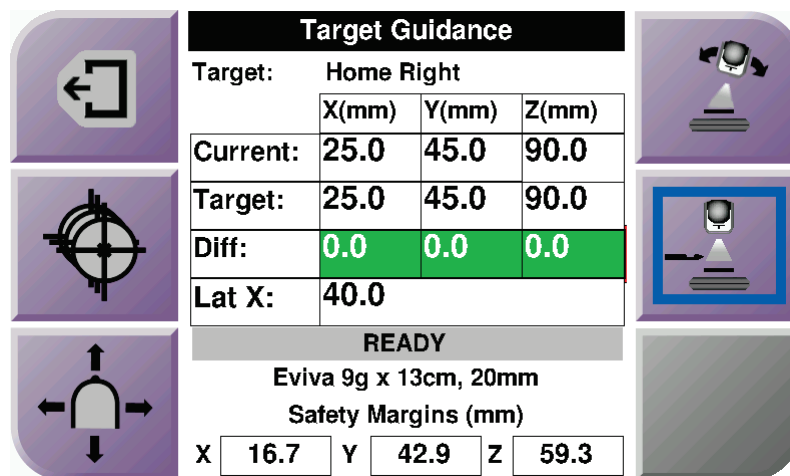 Target Guidance
Target: Home Right
X(mm) Y(mm) Z(mm)
Current: 25.0 45.0 90.0
Target: 25.0 45.0 90.0
Diff: 0.0 0.0 0.0
Lat X: 40.0
READY
Eviva 9g x 13cm, 20mm
Safety Margins (mm)
X 16.7 Y 42.9 Z 59.3